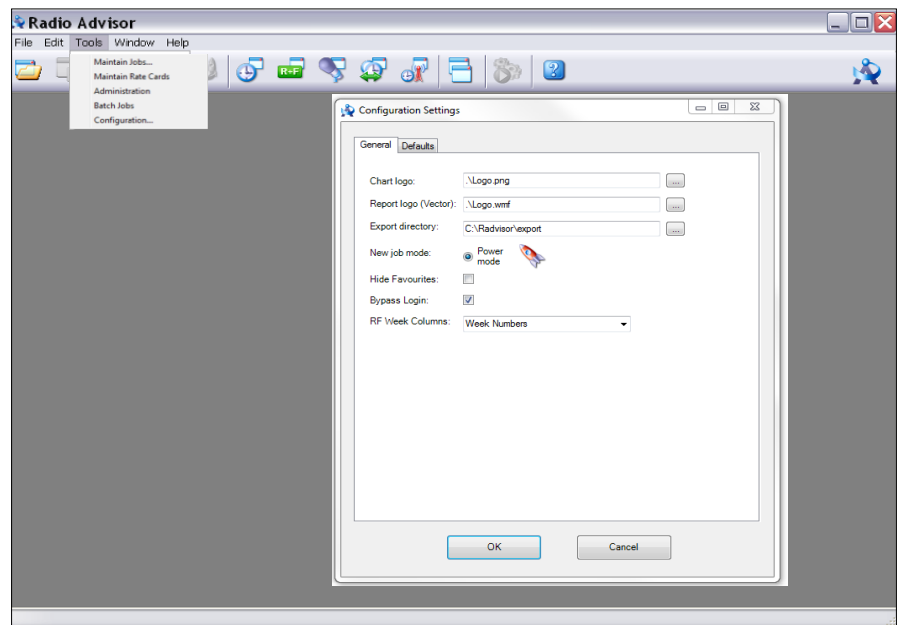 Radio Advisor
File Edit Tools Window Help
Maintain Jobs...
Maintain Rate Cards
Administration
Batch Jobs
Configuration...
R+F
?
Configuration Settings
General Defaults
Chart logo: .\Logo.png ...
Report logo (Vector): .\Logo.wmf ...
Export directory: C:\Radvisor\export ...
New job mode: Power
mode
Hide Favourites:
Bypass Login:
RF Week Columns: Week Numbers
OK Cancel